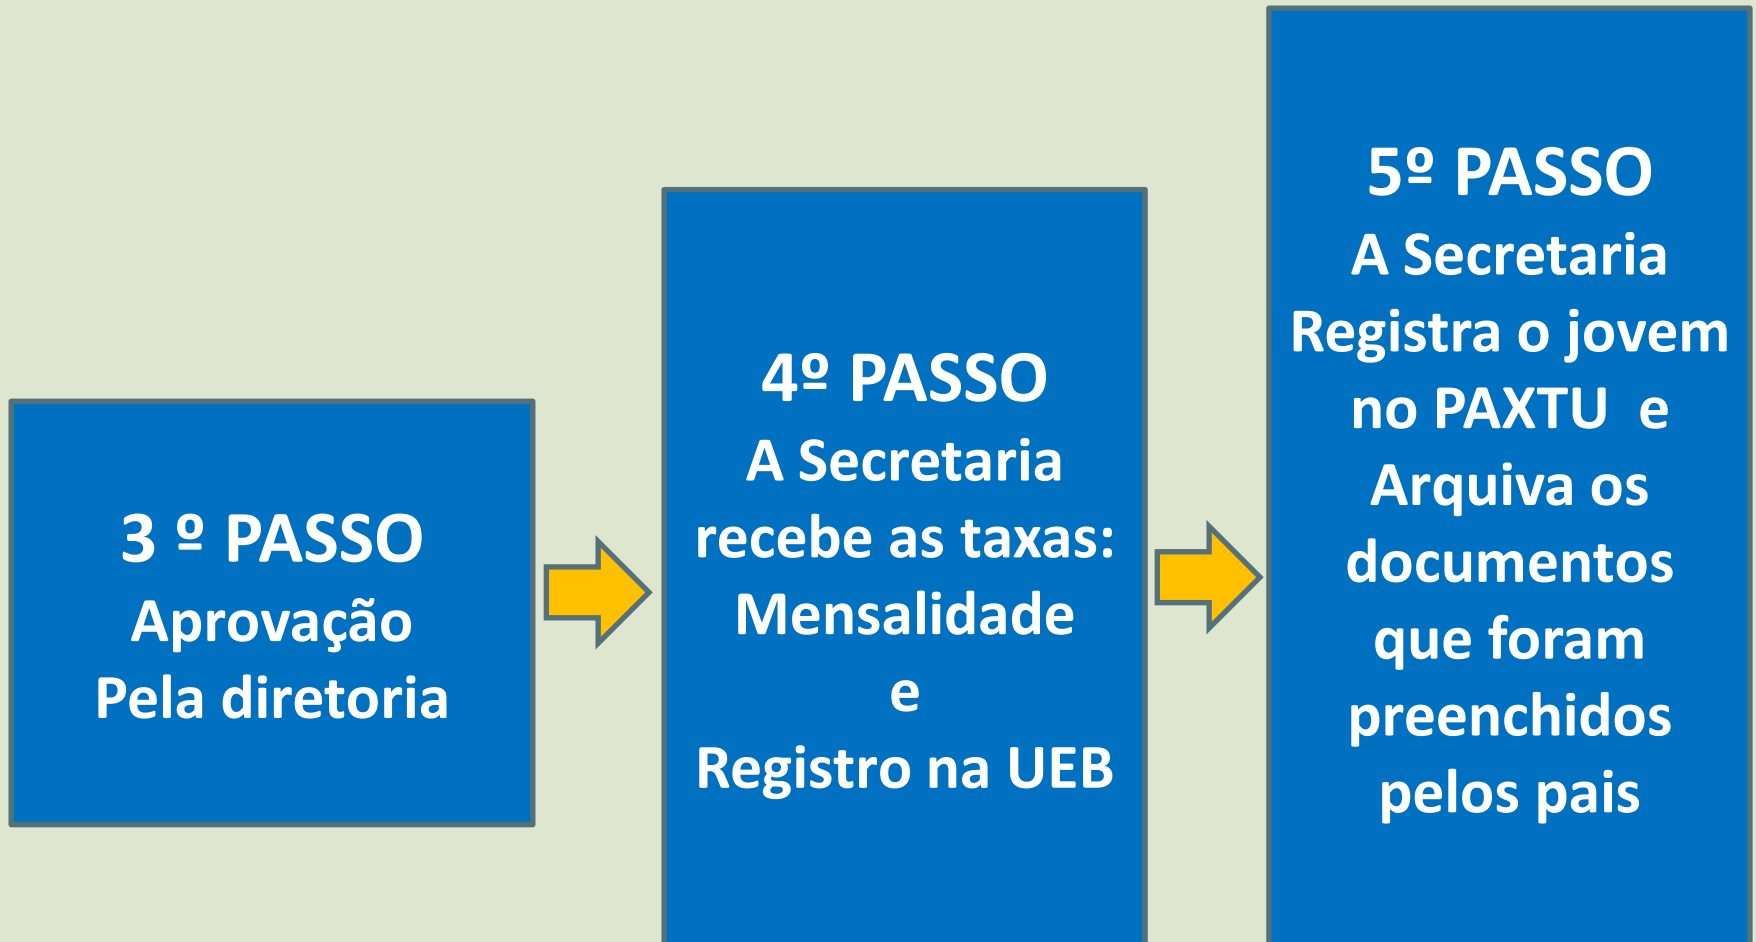 3 º PASSO
Aprovação
Pela diretoria
4º PASSO
A Secretaria
recebe as taxas:
Mensalidade
e
Registro na UEB
5º PASSO
A Secretaria
Registra o jovem
no PAXTU  e
Arquiva os
documentos
que foram
preenchidos
pelos pais